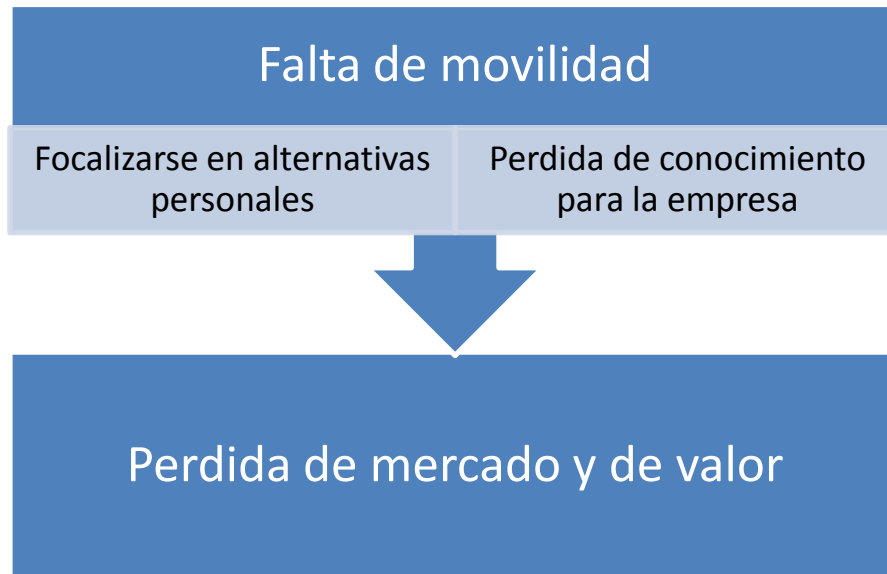 Falta de movilidad
Focalizarse en alternativas
personales
Perdida de conocimiento
para la empresa
Perdida de mercado y de valor